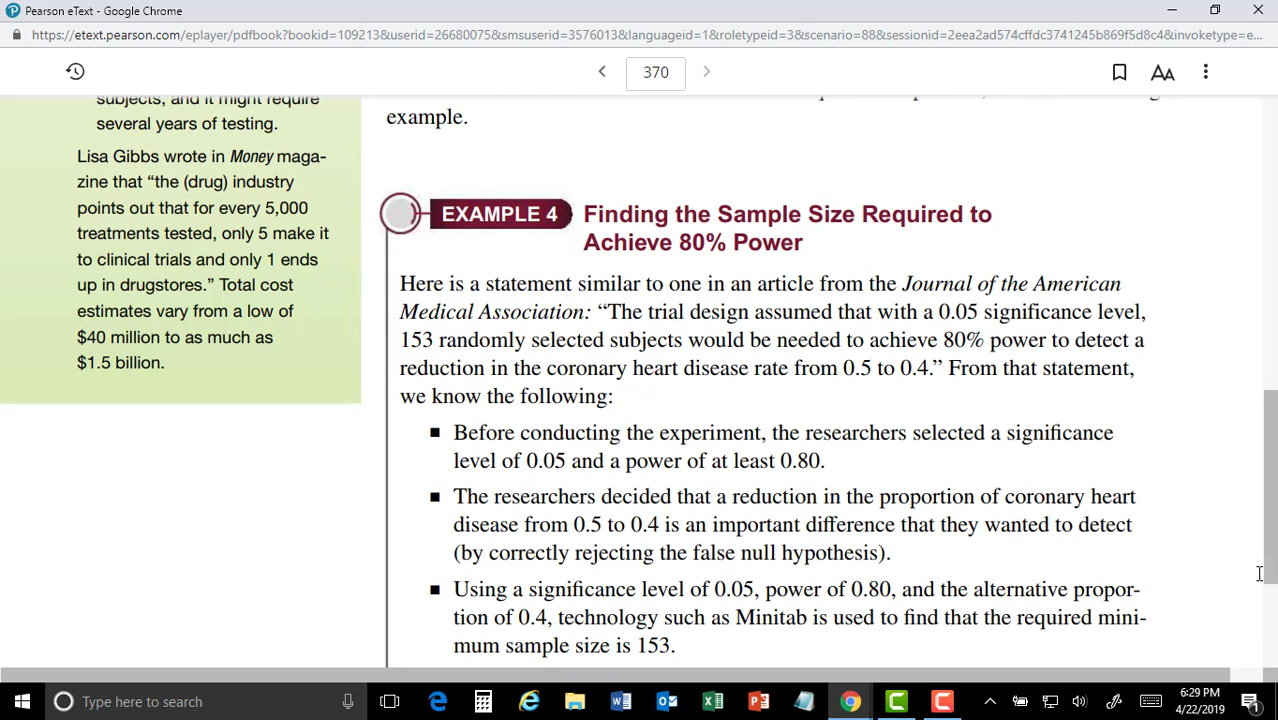 Pearson eText - Google Chrome
https://etext.pearson.com/eplayer/pdfbook?bookid=109213&userid=26680075&smsuserid=35760138&languageid=1&roletypeid=3&scenario=88&sessionid=2eea2ad574cffdc3741245b869f5d8c4&invoketype=e...
370
AA
subjects, and it might require
several years of testing.
Lisa Gibbs wrote in Money maga-
zine that “the (drug) industry
points out that for every 5,000
treatments tested, only 5 make it
to clinical trials and only 1 ends
up in drugstores.” Total cost
estimates vary from a low of
$40 million to as much as
$1.5 billion.
example.
EXAMPLE 4 Finding the Sample Size Required to
Achieve 80% Power
Here is a statement similar to one in an article from the Journal of the American
Medical Association: “The trial design assumed that with a 0.05 significance level,
153 randomly selected subjects would be needed to achieve 80% power to detect a
reduction in the coronary heart disease rate from 0.5 to 0.4.” From that statement,
we know the following:
■ Before conducting the experiment, the researchers selected a significance
level of 0.05 and a power of at least 0.80.
■ The researchers decided that a reduction in the proportion of coronary heart
disease from 0.5 to 0.4 is an important difference that they wanted to detect
(by correctly rejecting the false null hypothesis).
■ Using a significance level of 0.05, power of 0.80, and the alternative propor-
tion of 0.4, technology such as Minitab is used to find that the required mini-
mum sample size is 153.
Type here to search
6:29 PM
4/22/2019
1